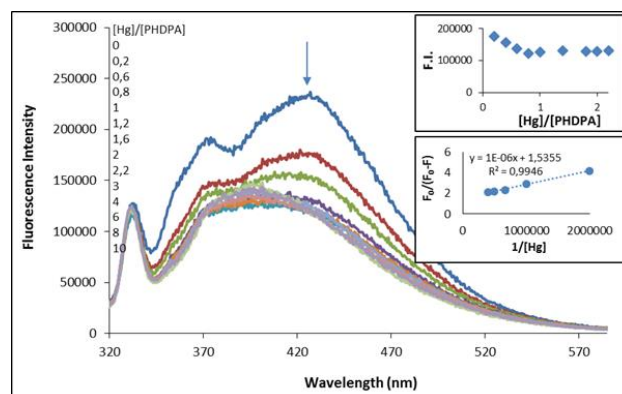 [Hg]/[PHDPA]
0
0,2
0,6
0,8
1
1,2
1,6
2
2,2
3
4
6
8
10
300000
250000
200000
150000
100000
50000
0
Fluorescence Intensity
320 370 420 470 520 570
Wavelength (nm)
200000
100000
0
F.I.
0 1 2
[Hg]/[PHDPA]
6
4
2
0
F₀/(F₀-F)
y = 1E-06x + 1,5355
R² = 0,9946
0 1000000 2000000
1/[Hg]